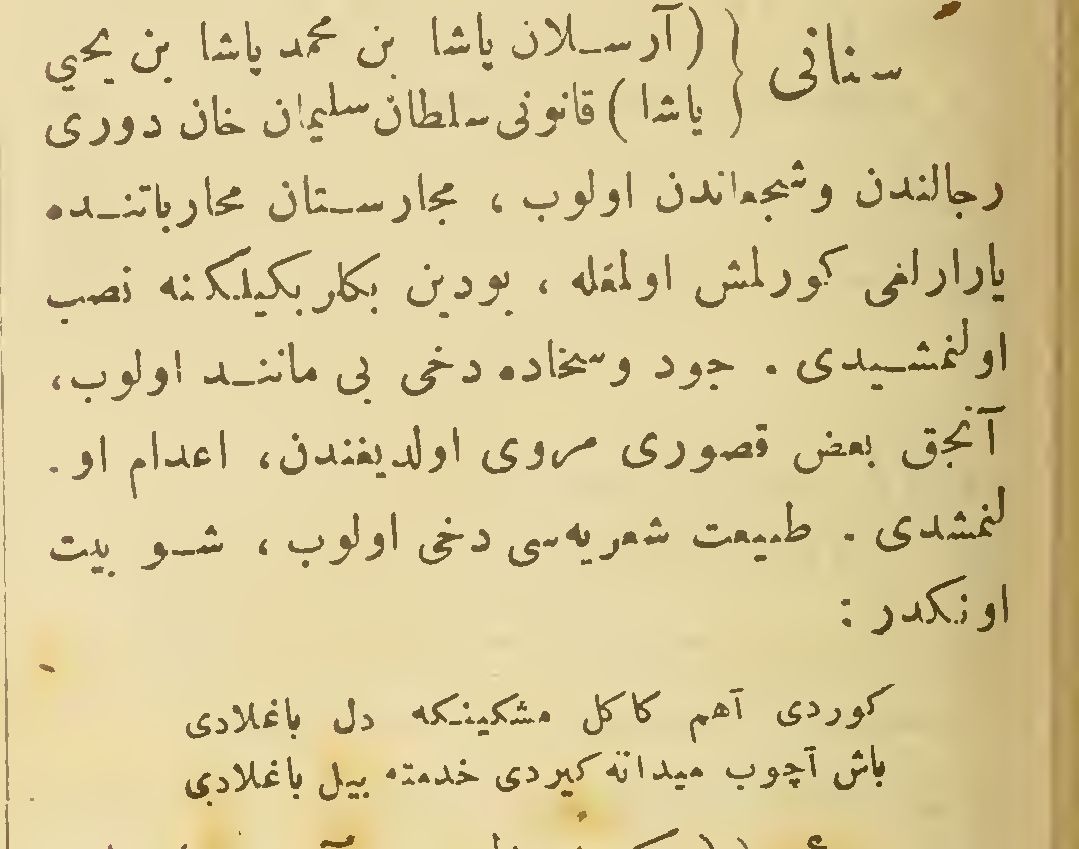 سنانی { (آرسلان پاشا بن محمد پاشا بن یحیی
پاشا) قانونی سلطان سلیمان خان دوری
رجالندن وشجعاندن اولوب ، مجارستان محارباتنده
یارارلغی کورلمش اولمغله ، بودین بکلربکیلکنه نصب
اولنمشیدی . جود وسخاده دخی بی مانند اولوب،
آنجق بعض قصوری مروی اولدیغندن، اعدام او-
لنمشدی . طبیعت شعریه‌سی دخی اولوب ، شو بیت
اونکدر :
کوردی آهم کاکل مشکینکه دل باغلادی
باش آچوب میدانه کیردی خدمته بیل باغلادی